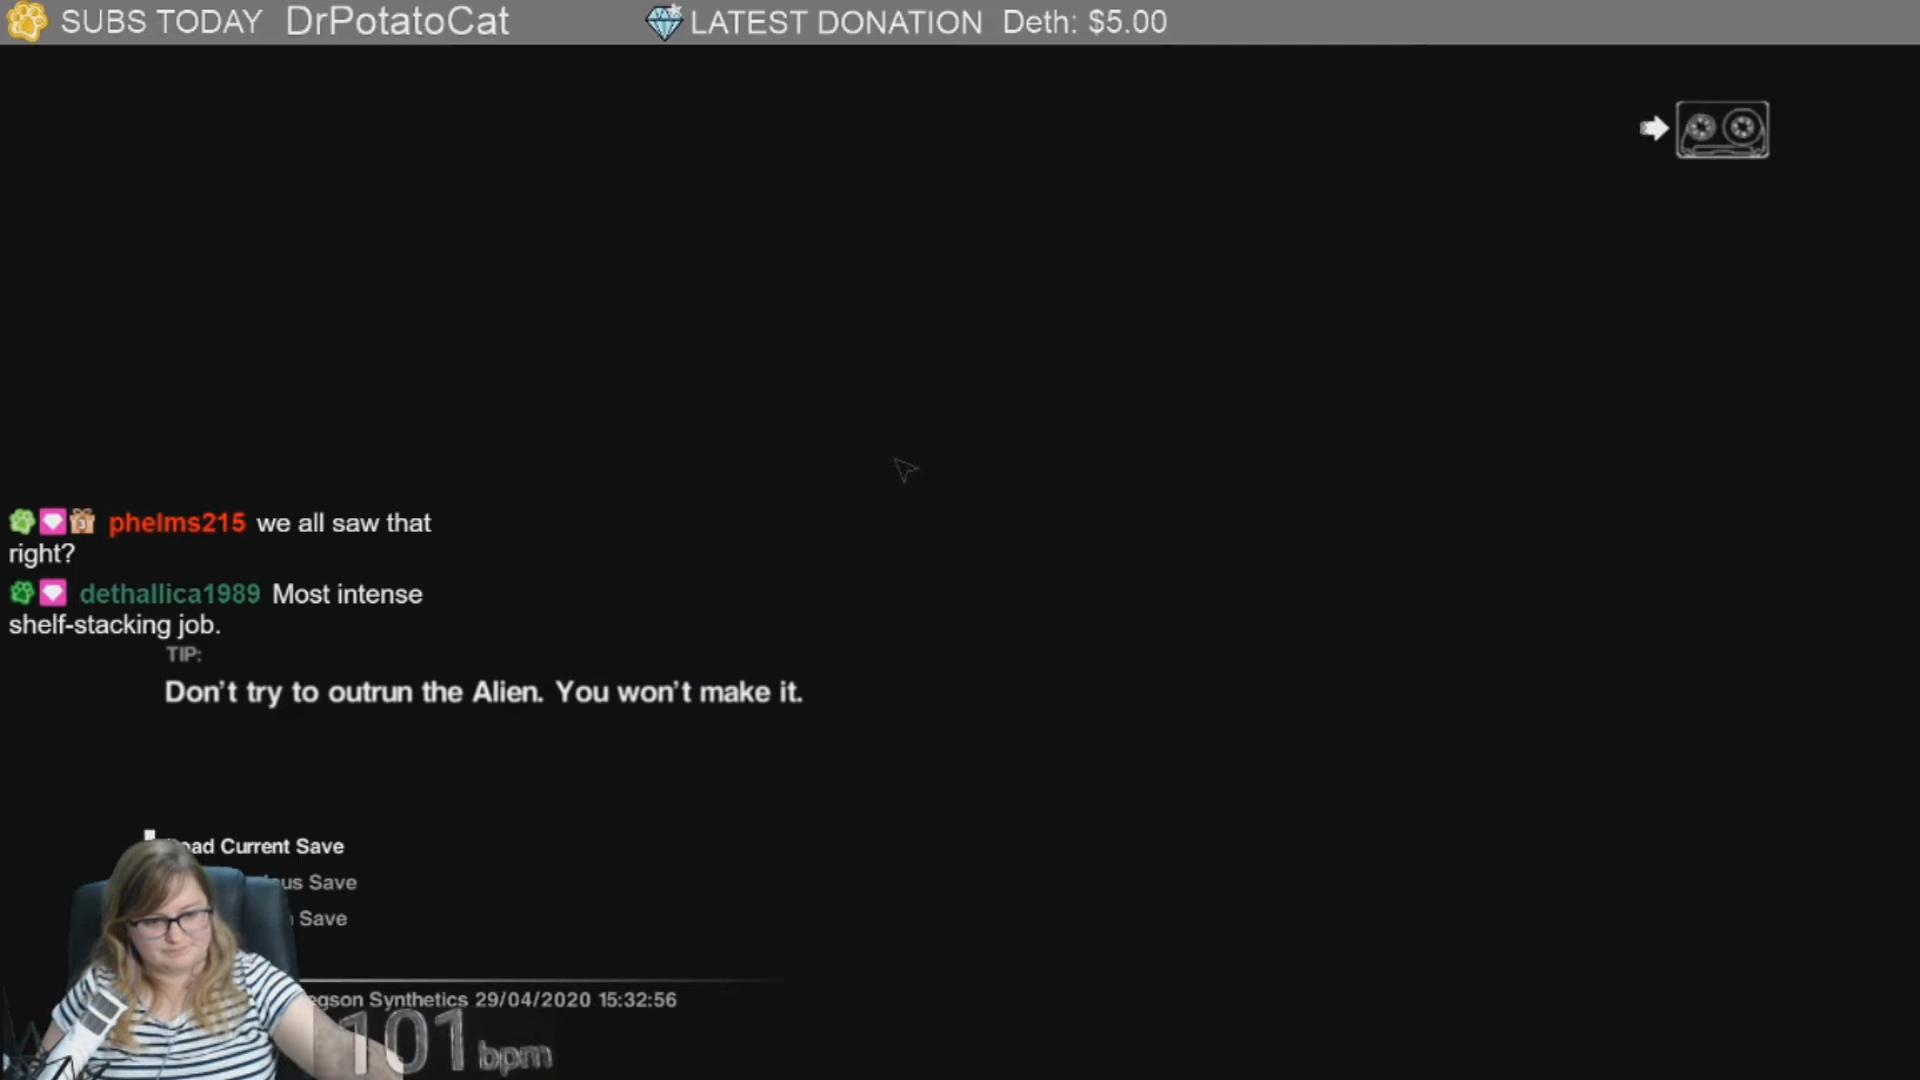 SUBS TODAY DrPotatoCat LATEST DONATION Deth: $5.00
phelms215 we all saw that
right?
dethallica1989 Most intense
shelf-stacking job.
TIP:
Don't try to outrun the Alien. You won't make it.
Current Save
Save
Save
Synthetics 29/04/2020 15:32:56
101 bpm